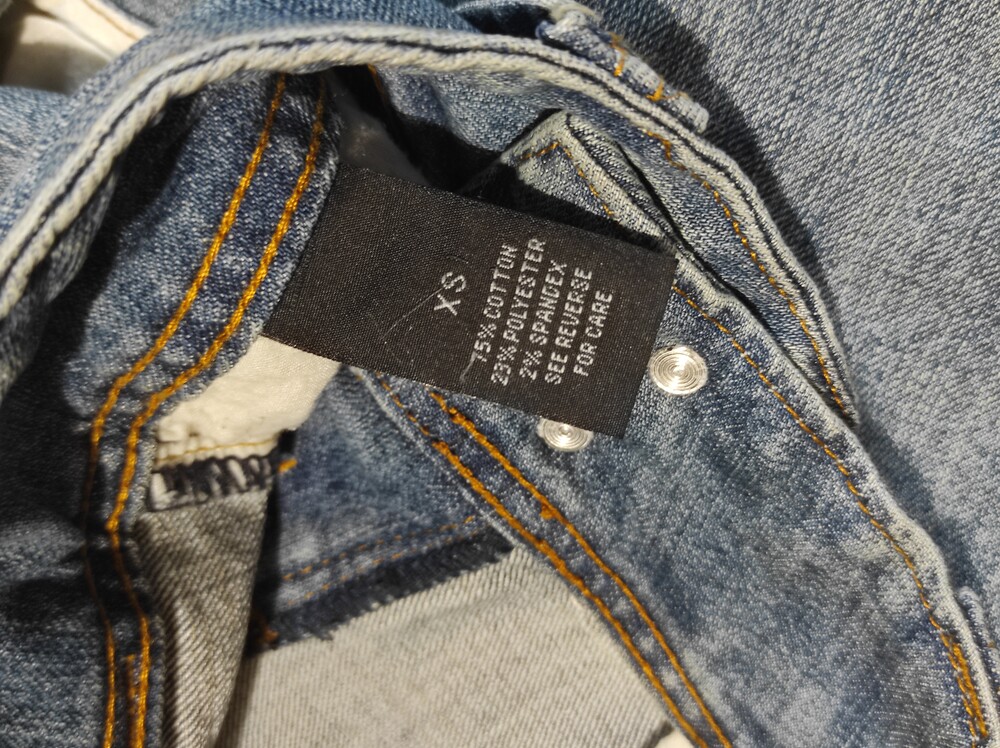 XS
75% COTTON
23% POLYESTER
2% SPANDEX
SEE REVERSE
FOR CARE